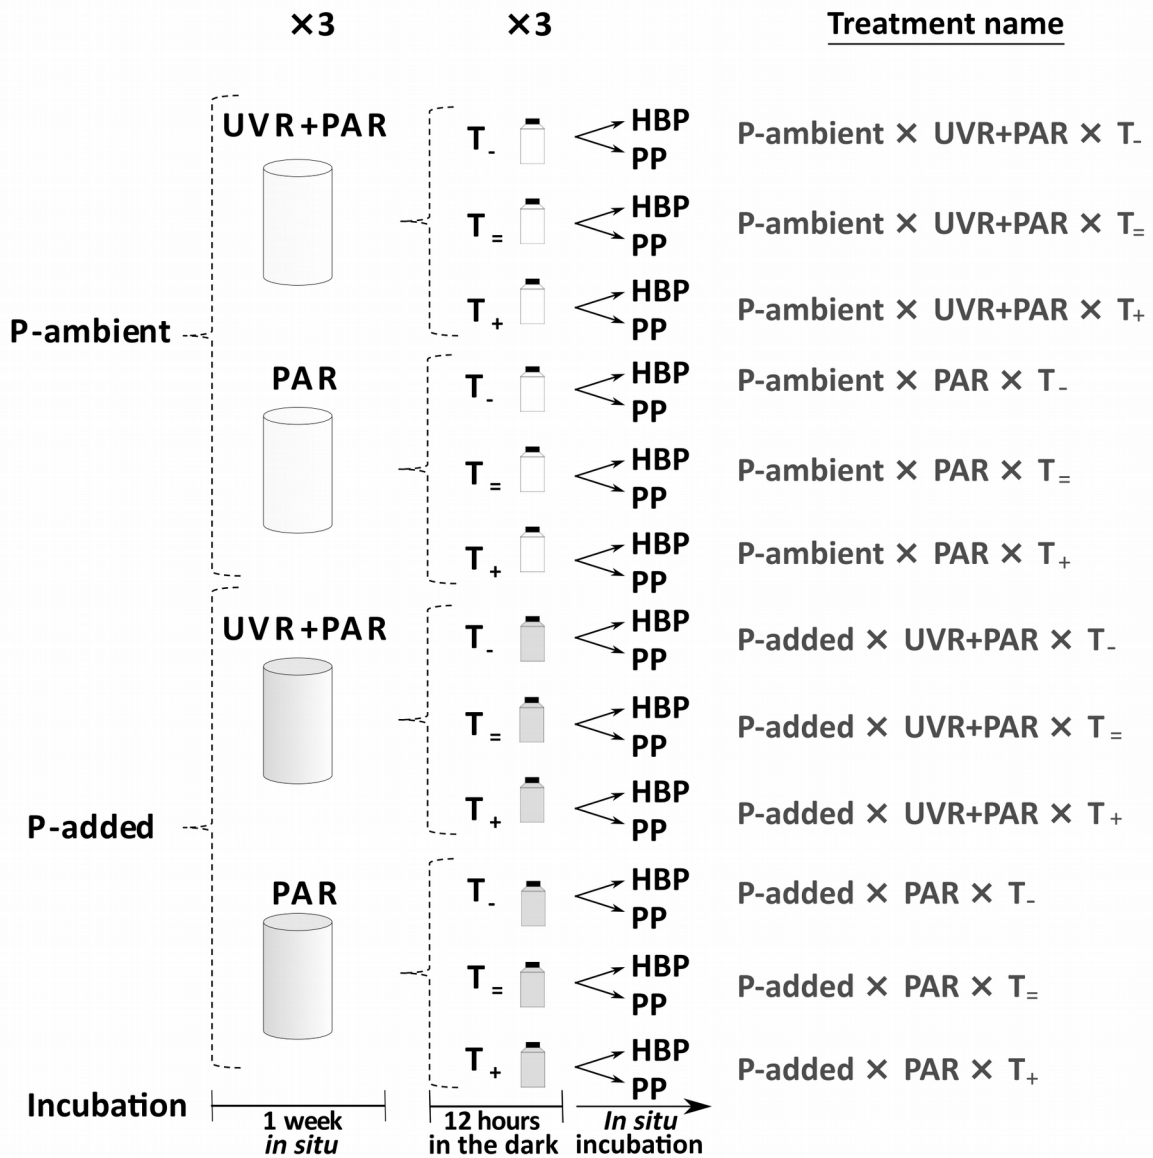 ×3 ×3 Treatment name
UVR+PAR
T- HBP
PP
P-ambient × UVR+PAR × T-
T= HBP
PP
P-ambient × UVR+PAR × T=
T+ HBP
PP
P-ambient × UVR+PAR × T+
P-ambient
PAR
T- HBP
PP
P-ambient × PAR × T-
T= HBP
PP
P-ambient × PAR × T=
T+ HBP
PP
P-ambient × PAR × T+
UVR+PAR
T- HBP
PP
P-added × UVR+PAR × T-
T= HBP
PP
P-added × UVR+PAR × T=
T+ HBP
PP
P-added × UVR+PAR × T+
P-added
PAR
T- HBP
PP
P-added × PAR × T-
T= HBP
PP
P-added × PAR × T=
T+ HBP
PP
P-added × PAR × T+
Incubation
1 week
in situ
12 hours
in the dark
In situ
incubation